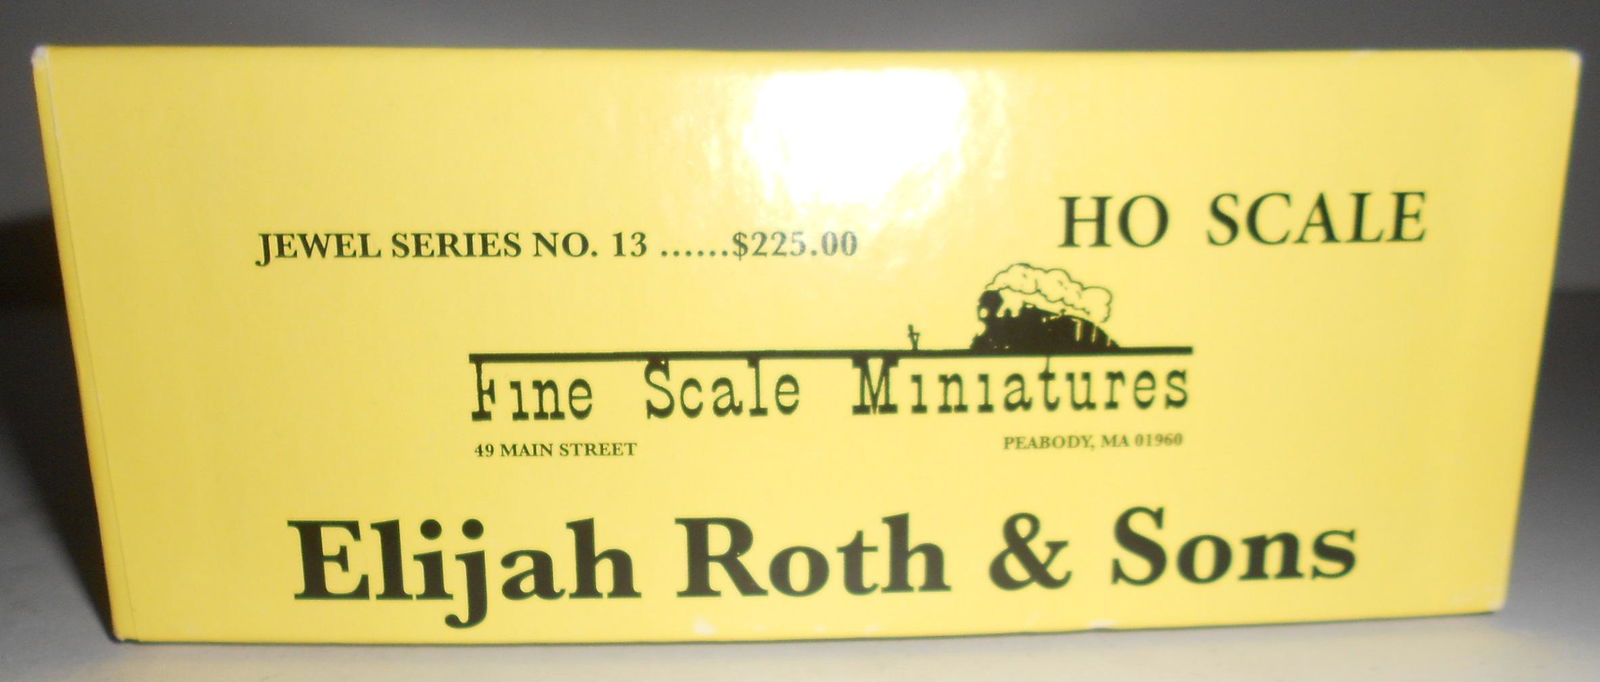 HO SCALE
JEWEL SERIES NO. 13 ......$225.00
Fine Scale Miniatures
49 MAIN STREET PEABODY, MA 01960
Elijah Roth & Sons